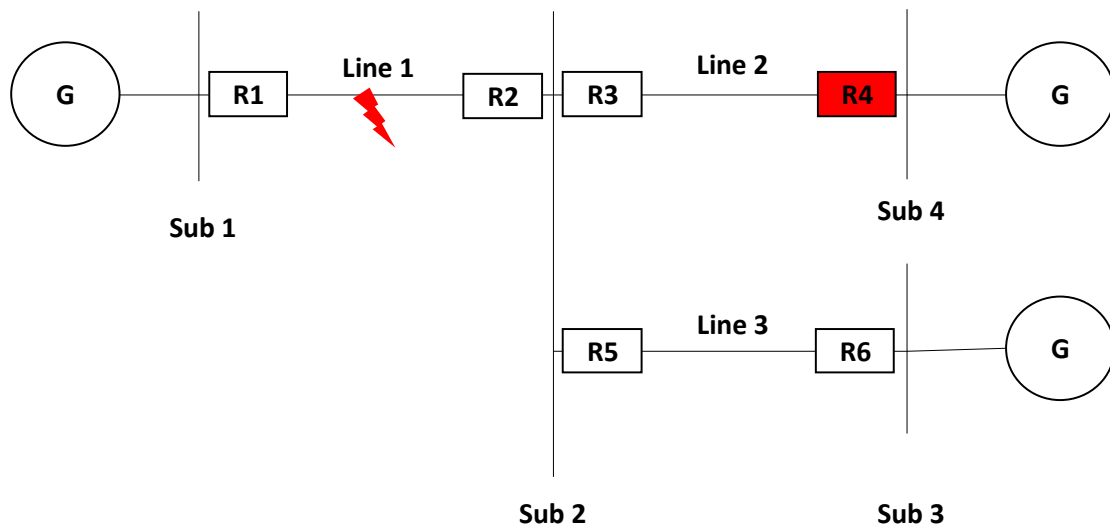 Line 1
Line 2
G
R1
R2
R3
R4
G
Sub 1
Sub 4
Line 3
R5
R6
G
Sub 2
Sub 3